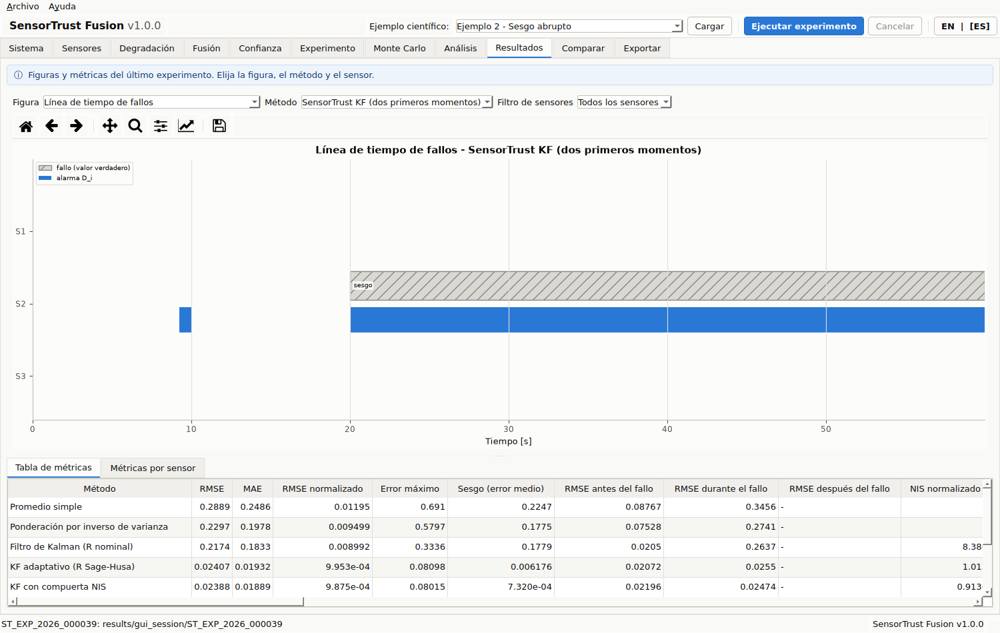 Archivo Ayuda
SensorTrust Fusion v1.0.0 Ejemplo científico: Ejemplo 2 - Sesgo abrupto Cargar Ejecutar experimento Cancelar EN | [ES]
Sistema Sensores Degradación Fusión Confianza Experimento Monte Carlo Análisis Resultados Comparar Exportar
Figuras y métricas del último experimento. Elija la figura, el método y el sensor.
Figura Línea de tiempo de fallos Método SensorTrust KF (dos primeros momentos) Filtro de sensores Todos los sensores
Línea de tiempo de fallos - SensorTrust KF (dos primeros momentos)
fallo (valor verdadero)
alarma D_i
S1
sesgo
S2
S3
0 10 20 30 40 50
Tiempo [s]
Tabla de métricas Métricas por sensor
Método RMSE MAE RMSE normalizado Error máximo Sesgo (error medio) RMSE antes del fallo RMSE durante el fallo RMSE después del fallo NIS normalizado
Promedio simple 0.2889 0.2486 0.01195 0.691 0.2247 0.08767 0.3456 -
Ponderación por inverso de varianza 0.2297 0.1978 0.009499 0.5797 0.1775 0.07528 0.2741 -
Filtro de Kalman (R nominal) 0.2174 0.1833 0.008992 0.3336 0.1779 0.0205 0.2637 - 8.38
KF adaptativo (R Sage-Husa) 0.02407 0.01932 9.953e-04 0.08098 0.006176 0.02072 0.0255 - 1.01
KF con compuerta NIS 0.02388 0.01889 9.875e-04 0.08015 7.320e-04 0.02196 0.02474 - 0.913
ST_EXP_2026_000039: results/gui_session/ST_EXP_2026_000039 SensorTrust Fusion v1.0.0